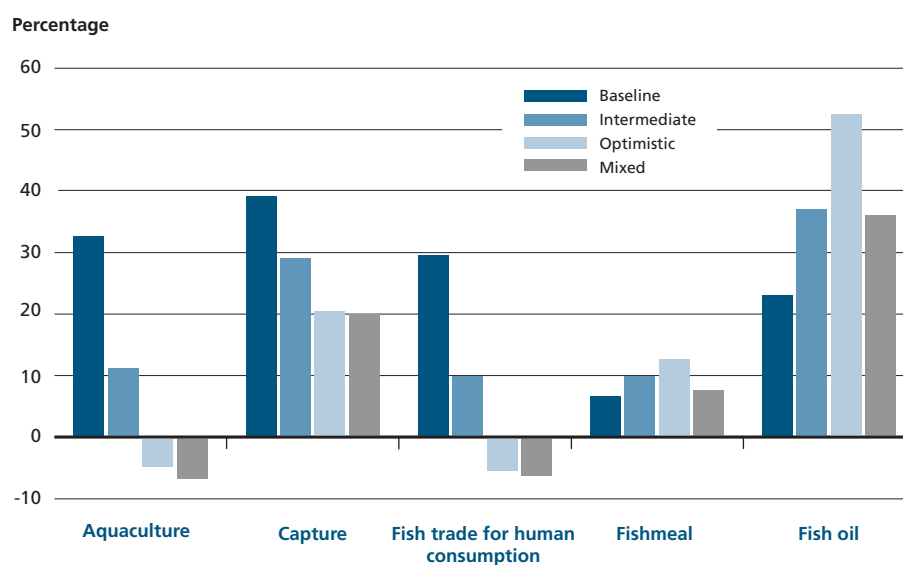 Percentage
60
50
40
30
20
10
0
-10
Baseline
Intermediate
Optimistic
Mixed
Aquaculture
Capture
Fish trade for human
consumption
Fishmeal
Fish oil